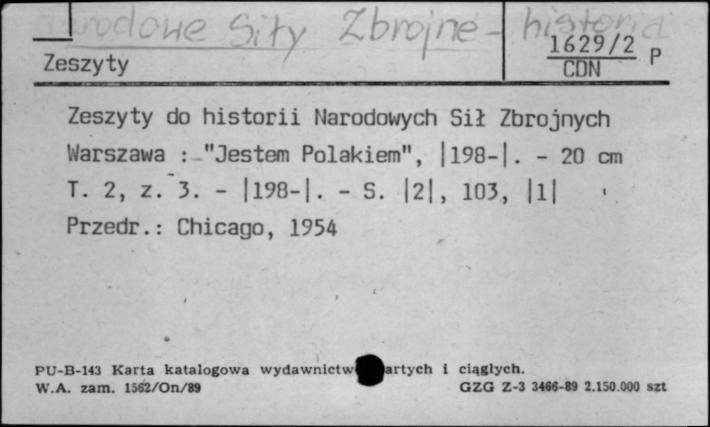 Narodowe Siły Zbrojne - historia
1629/2 P
CDN
Zeszyty
Zeszyty do historii Narodowych Sił Zbrojnych
Warszawa : "Jestem Polakiem", |198-|. - 20 cm
T. 2, z. 3. - |198-|. - S. |2|, 103, |1|
Przedr.: Chicago, 1954
PU-B-143 Karta katalogowa wydawnictw artych i ciągłych.
W.A. zam. 1562/On/89 GZG Z-3 3466-89 2.150.000 szt